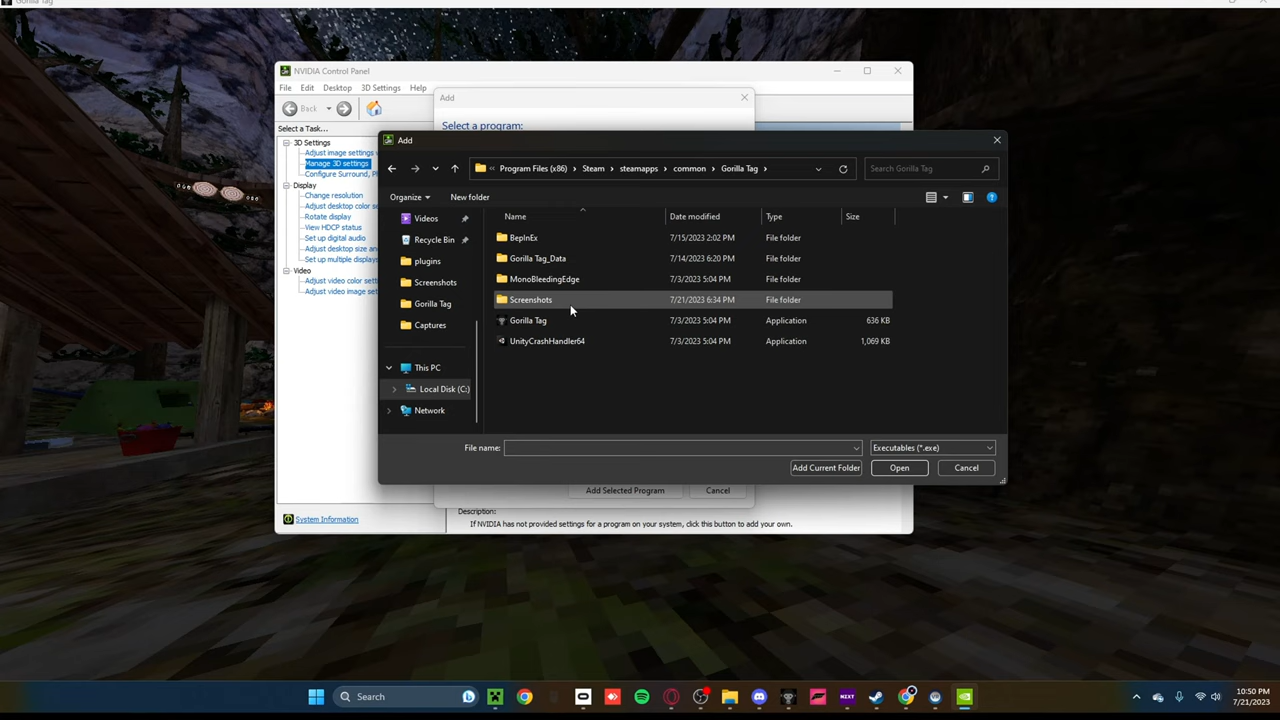 Gorilla Tag
NVIDIA Control Panel
File Edit Desktop 3D Settings Help
Back
Add
Select a Task...
Select a program:
3D Settings
Adjust image settings
Manage 3D settings
Configure Surround, P
Display
Change resolution
Adjust desktop color se
Rotate display
View HDCP status
Set up digital audio
Adjust desktop size an
Set up multiple displays
Video
Adjust video color sett
Adjust video image set
System Information
Add
Program Files (x86) Steam steamapps common Gorilla Tag
Search Gorilla Tag
Organize New folder
Videos
Recycle Bin
plugins
Screenshots
Gorilla Tag
Captures
This PC
Local Disk (C:)
Network
Name Date modified Type Size
BepInEx 7/15/2023 2:02 PM File folder
Gorilla Tag_Data 7/14/2023 6:20 PM File folder
MonoBleedingEdge 7/3/2023 5:04 PM File folder
Screenshots 7/21/2023 6:34 PM File folder
Gorilla Tag 7/3/2023 5:04 PM Application 636 KB
UnityCrashHandler64 7/3/2023 5:04 PM Application 1,069 KB
File name: Executables (*.exe)
Add Current Folder Open Cancel
Add Selected Program Cancel
Description:
If NVIDIA has not provided settings for a program on your system, click this button to add your own.
Search
NIXT
10:50 PM
7/21/2023